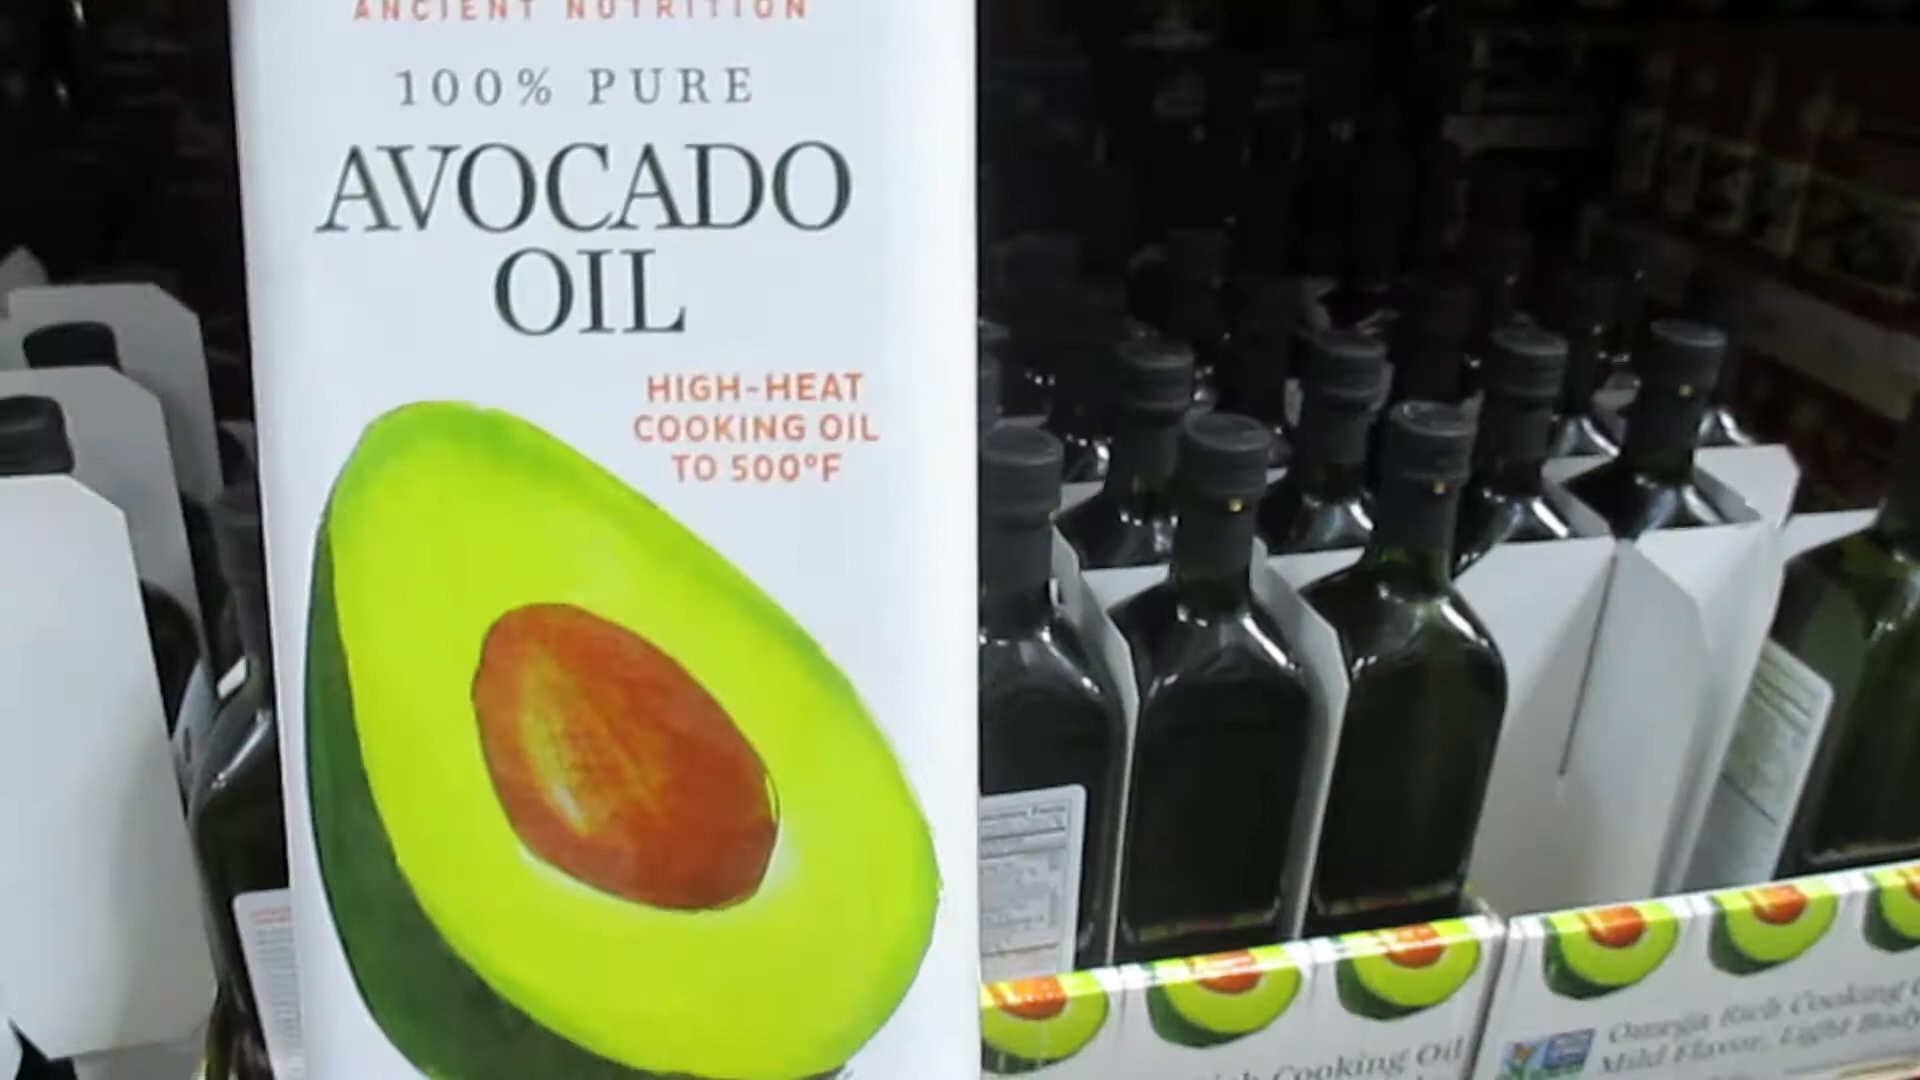 ANCIENT NUTRITION
100% PURE
AVOCADO
OIL
HIGH-HEAT
COOKING OIL
TO 500°F
Cooking Oil
Omega Rich Cooking
Mild Flavor, Light Body